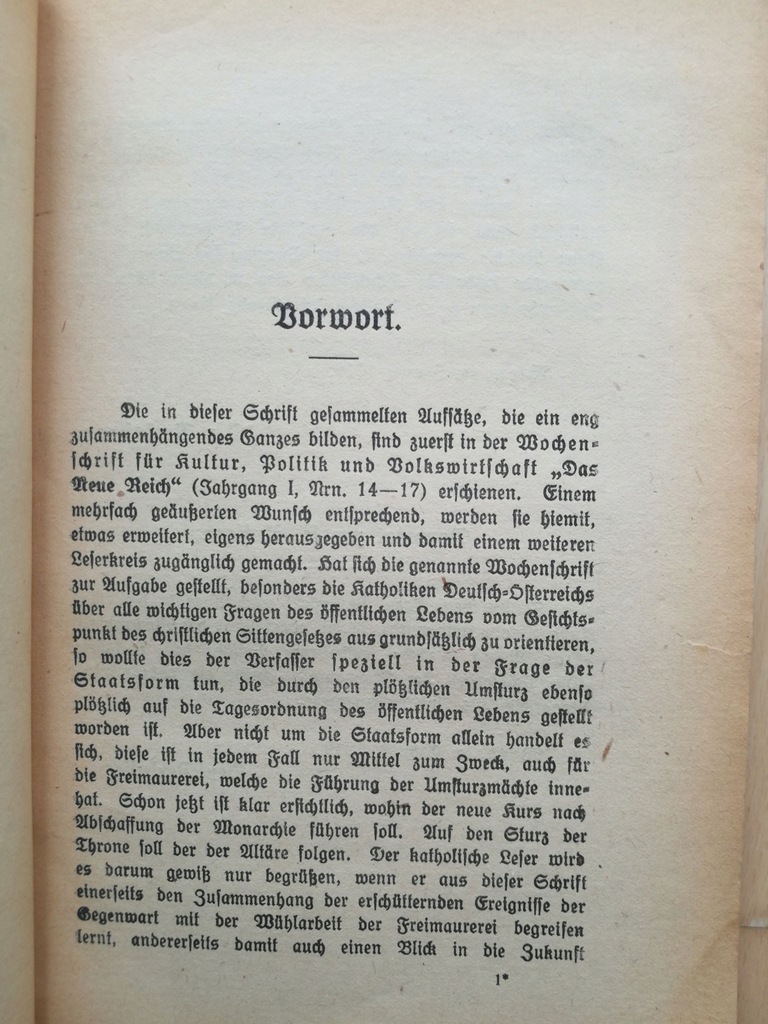 Vorwort.
Die in dieser Schrift gesammelten Aufsätze, die ein eng
zusammenhängendes Ganzes bilden, sind zuerst in der Wochen-
schrift für Kultur, Politik und Volkswirtschaft „Das
Neue Reich“ (Jahrgang I, Nrn. 14—17) erschienen. Einem
mehrfach geäußerten Wunsch entsprechend, werden sie hiemit,
etwas erweitert, eigens herausgegeben und damit einem weiteren
Leserkreis zugänglich gemacht. Hat sich die genannte Wochenschrift
zur Aufgabe gestellt, besonders die Katholiken Deutsch-Österreichs
über alle wichtigen Fragen des öffentlichen Lebens vom Gesichts-
punkt des christlichen Sittengesetzes aus grundsätzlich zu orientieren,
so wollte dies der Verfasser speziell in der Frage der
Staatsform tun, die durch den plötzlichen Umsturz ebenso
plötzlich auf die Tagesordnung des öffentlichen Lebens gestellt
worden ist. Aber nicht um die Staatsform allein handelt es
sich, diese ist in jedem Fall nur Mittel zum Zweck, auch für
die Freimaurerei, welche die Führung der Umsturzmächte inne-
hat. Schon jetzt ist klar ersichtlich, wohin der neue Kurs nach
Abschaffung der Monarchie führen soll. Auf den Sturz der
Throne soll der der Altäre folgen. Der katholische Leser wird
es darum gewiß nur begrüßen, wenn er aus dieser Schrift
einerseits den Zusammenhang der erschütternden Ereignisse der
Gegenwart mit der Wühlarbeit der Freimaurerei begreifen
lernt, andererseits damit auch einen Blick in die Zukunft
1*